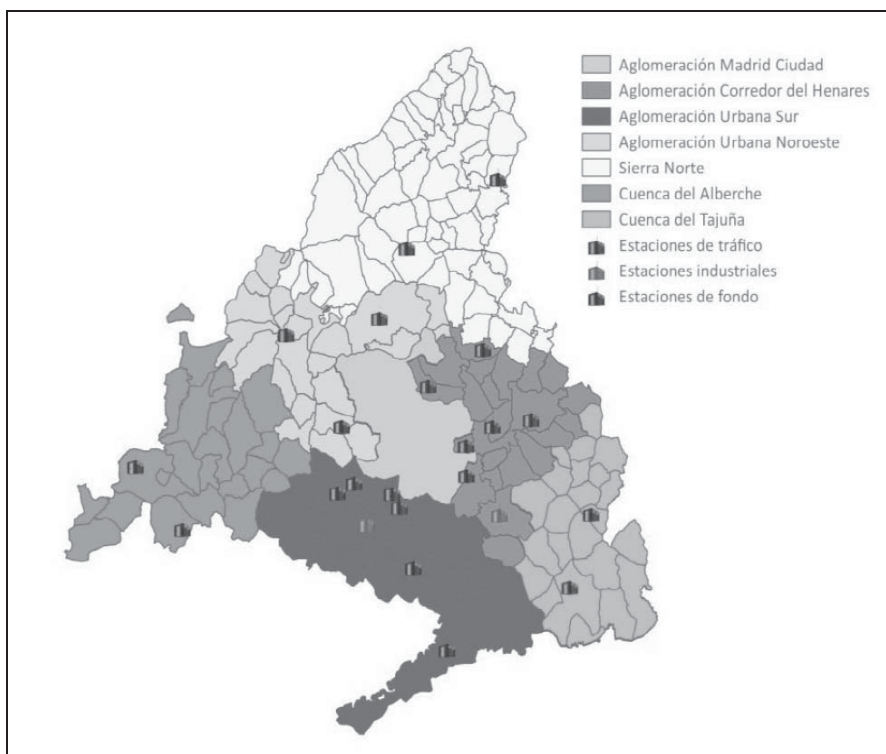 Aglomeración Madrid Ciudad
Aglomeración Corredor del Henares
Aglomeración Urbana Sur
Aglomeración Urbana Noroeste
Sierra Norte
Cuenca del Alberche
Cuenca del Tajuña
Estaciones de tráfico
Estaciones industriales
Estaciones de fondo